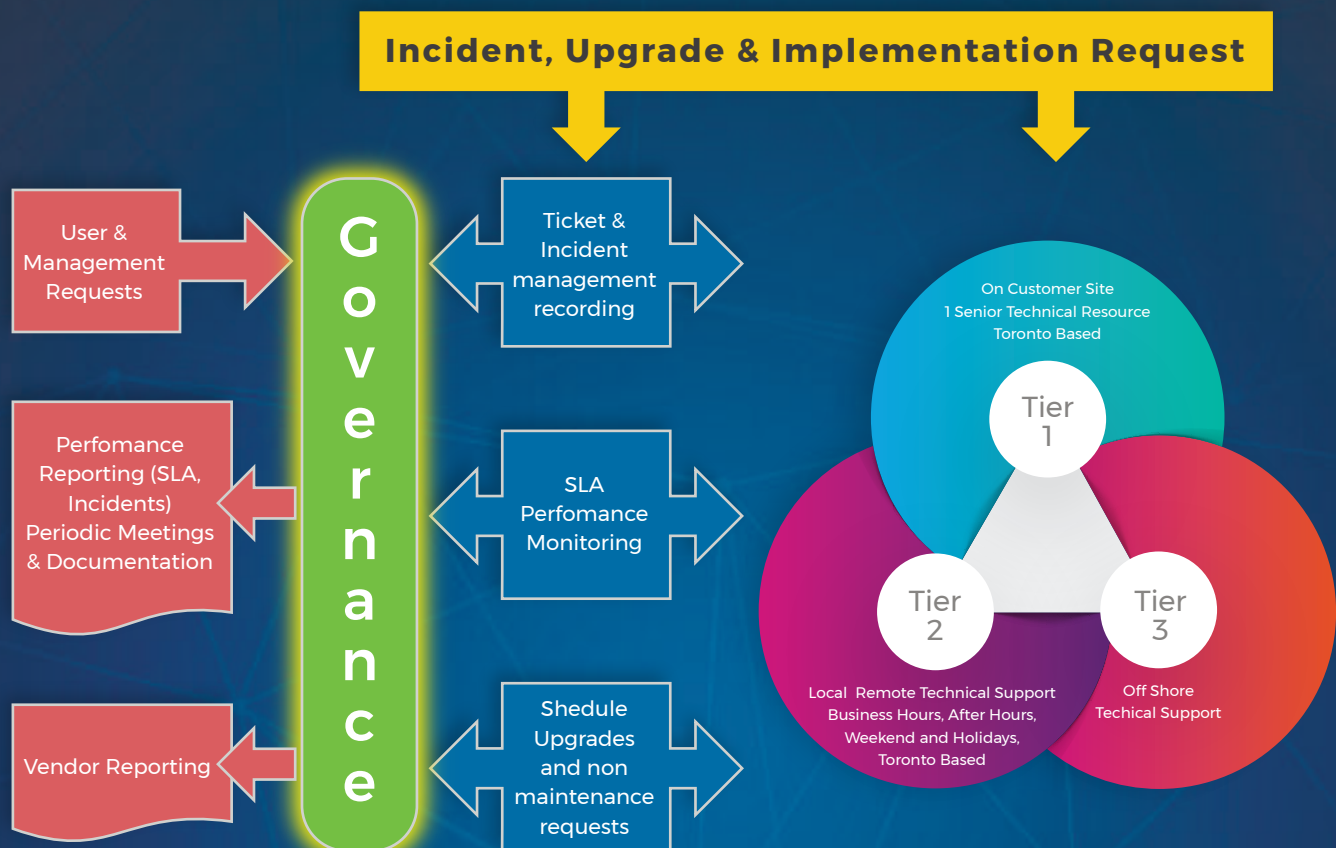 Incident, Upgrade & Implementation Request
User &
Management
Requests
Perfomance
Reporting (SLA,
Incidents)
Periodic Meetings
& Documentation
Vendor Reporting
Governance
Ticket &
Incident
management
recording
SLA
Perfomance
Monitoring
Shedule
Upgrades
and non
maintenance
requests
On Customer Site
1 Senior Technical Resource
Toronto Based
Tier
1
Tier
2
Local Remote Technical Support
Business Hours, After Hours,
Weekend and Holidays,
Toronto Based
Tier
3
Off Shore
Techical Support